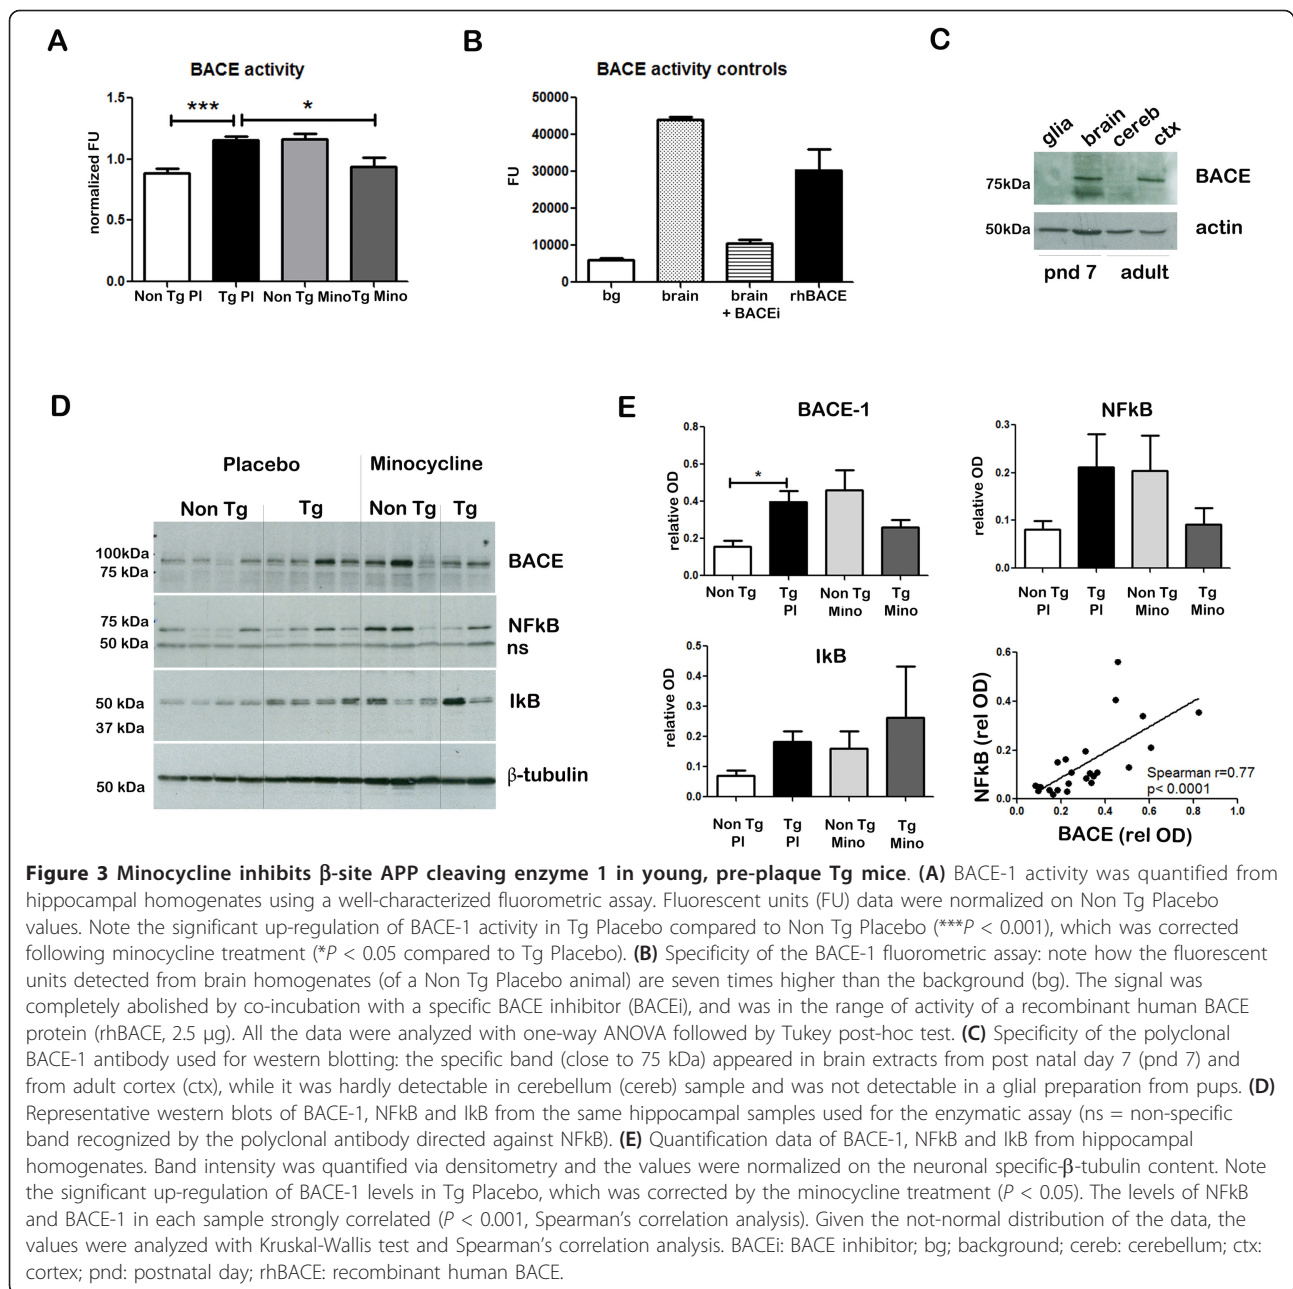 A
BACE activity
normalized FU
1.5
1.0
0.5
0.0
***
*
Non Tg Pl
Tg Pl
Non Tg Mino
Tg Mino
B
BACE activity controls
FU
50000
40000
30000
20000
10000
0
bg
brain
brain
+ BACEi
rhBACE
C
glia
brain
cereb
ctx
75kDa
BACE
50kDa
actin
pnd 7
adult
D
Placebo
Minocycline
Non Tg
Tg
Non Tg
Tg
100kDa
75 kDa
BACE
75 kDa
50 kDa
NFkB
ns
50 kDa
37 kDa
IkB
50 kDa
β-tubulin
E
BACE-1
relative OD
0.8
0.6
0.4
0.2
0.0
*
Non Tg
Tg
Pl
Non Tg
Mino
Tg
Mino
NFkB
relative OD
0.3
0.2
0.1
0.0
Non Tg
Pl
Tg
Pl
Non Tg
Mino
Tg
Mino
IkB
relative OD
0.5
0.4
0.3
0.2
0.1
0.0
Non Tg
Pl
Tg
Pl
Non Tg
Mino
Tg
Mino
NFkB (rel OD)
0.6
0.4
0.2
0.0
Spearman r=0.77
p< 0.0001
0.0 0.2 0.4 0.6 0.8 1.0
BACE (rel OD)
Figure 3 Minocycline inhibits β-site APP cleaving enzyme 1 in young, pre-plaque Tg mice. (A) BACE-1 activity was quantified from
hippocampal homogenates using a well-characterized fluorometric assay. Fluorescent units (FU) data were normalized on Non Tg Placebo
values. Note the significant up-regulation of BACE-1 activity in Tg Placebo compared to Non Tg Placebo (***P < 0.001), which was corrected
following minocycline treatment (*P < 0.05 compared to Tg Placebo). (B) Specificity of the BACE-1 fluorometric assay: note how the fluorescent
units detected from brain homogenates (of a Non Tg Placebo animal) are seven times higher than the background (bg). The signal was
completely abolished by co-incubation with a specific BACE inhibitor (BACEi), and was in the range of activity of a recombinant human BACE
protein (rhBACE, 2.5 μg). All the data were analyzed with one-way ANOVA followed by Tukey post-hoc test. (C) Specificity of the polyclonal
BACE-1 antibody used for western blotting: the specific band (close to 75 kDa) appeared in brain extracts from post natal day 7 (pnd 7) and
from adult cortex (ctx), while it was hardly detectable in cerebellum (cereb) sample and was not detectable in a glial preparation from pups. (D)
Representative western blots of BACE-1, NFkB and IkB from the same hippocampal samples used for the enzymatic assay (ns = non-specific
band recognized by the polyclonal antibody directed against NFkB). (E) Quantification data of BACE-1, NFkB and IkB from hippocampal
homogenates. Band intensity was quantified via densitometry and the values were normalized on the neuronal specific-β-tubulin content. Note
the significant up-regulation of BACE-1 levels in Tg Placebo, which was corrected by the minocycline treatment (P < 0.05). The levels of NFkB
and BACE-1 in each sample strongly correlated (P < 0.001, Spearman's correlation analysis). Given the not-normal distribution of the data, the
values were analyzed with Kruskal-Wallis test and Spearman's correlation analysis. BACEi: BACE inhibitor; bg; background; cereb: cerebellum; ctx:
cortex; pnd: postnatal day; rhBACE: recombinant human BACE.